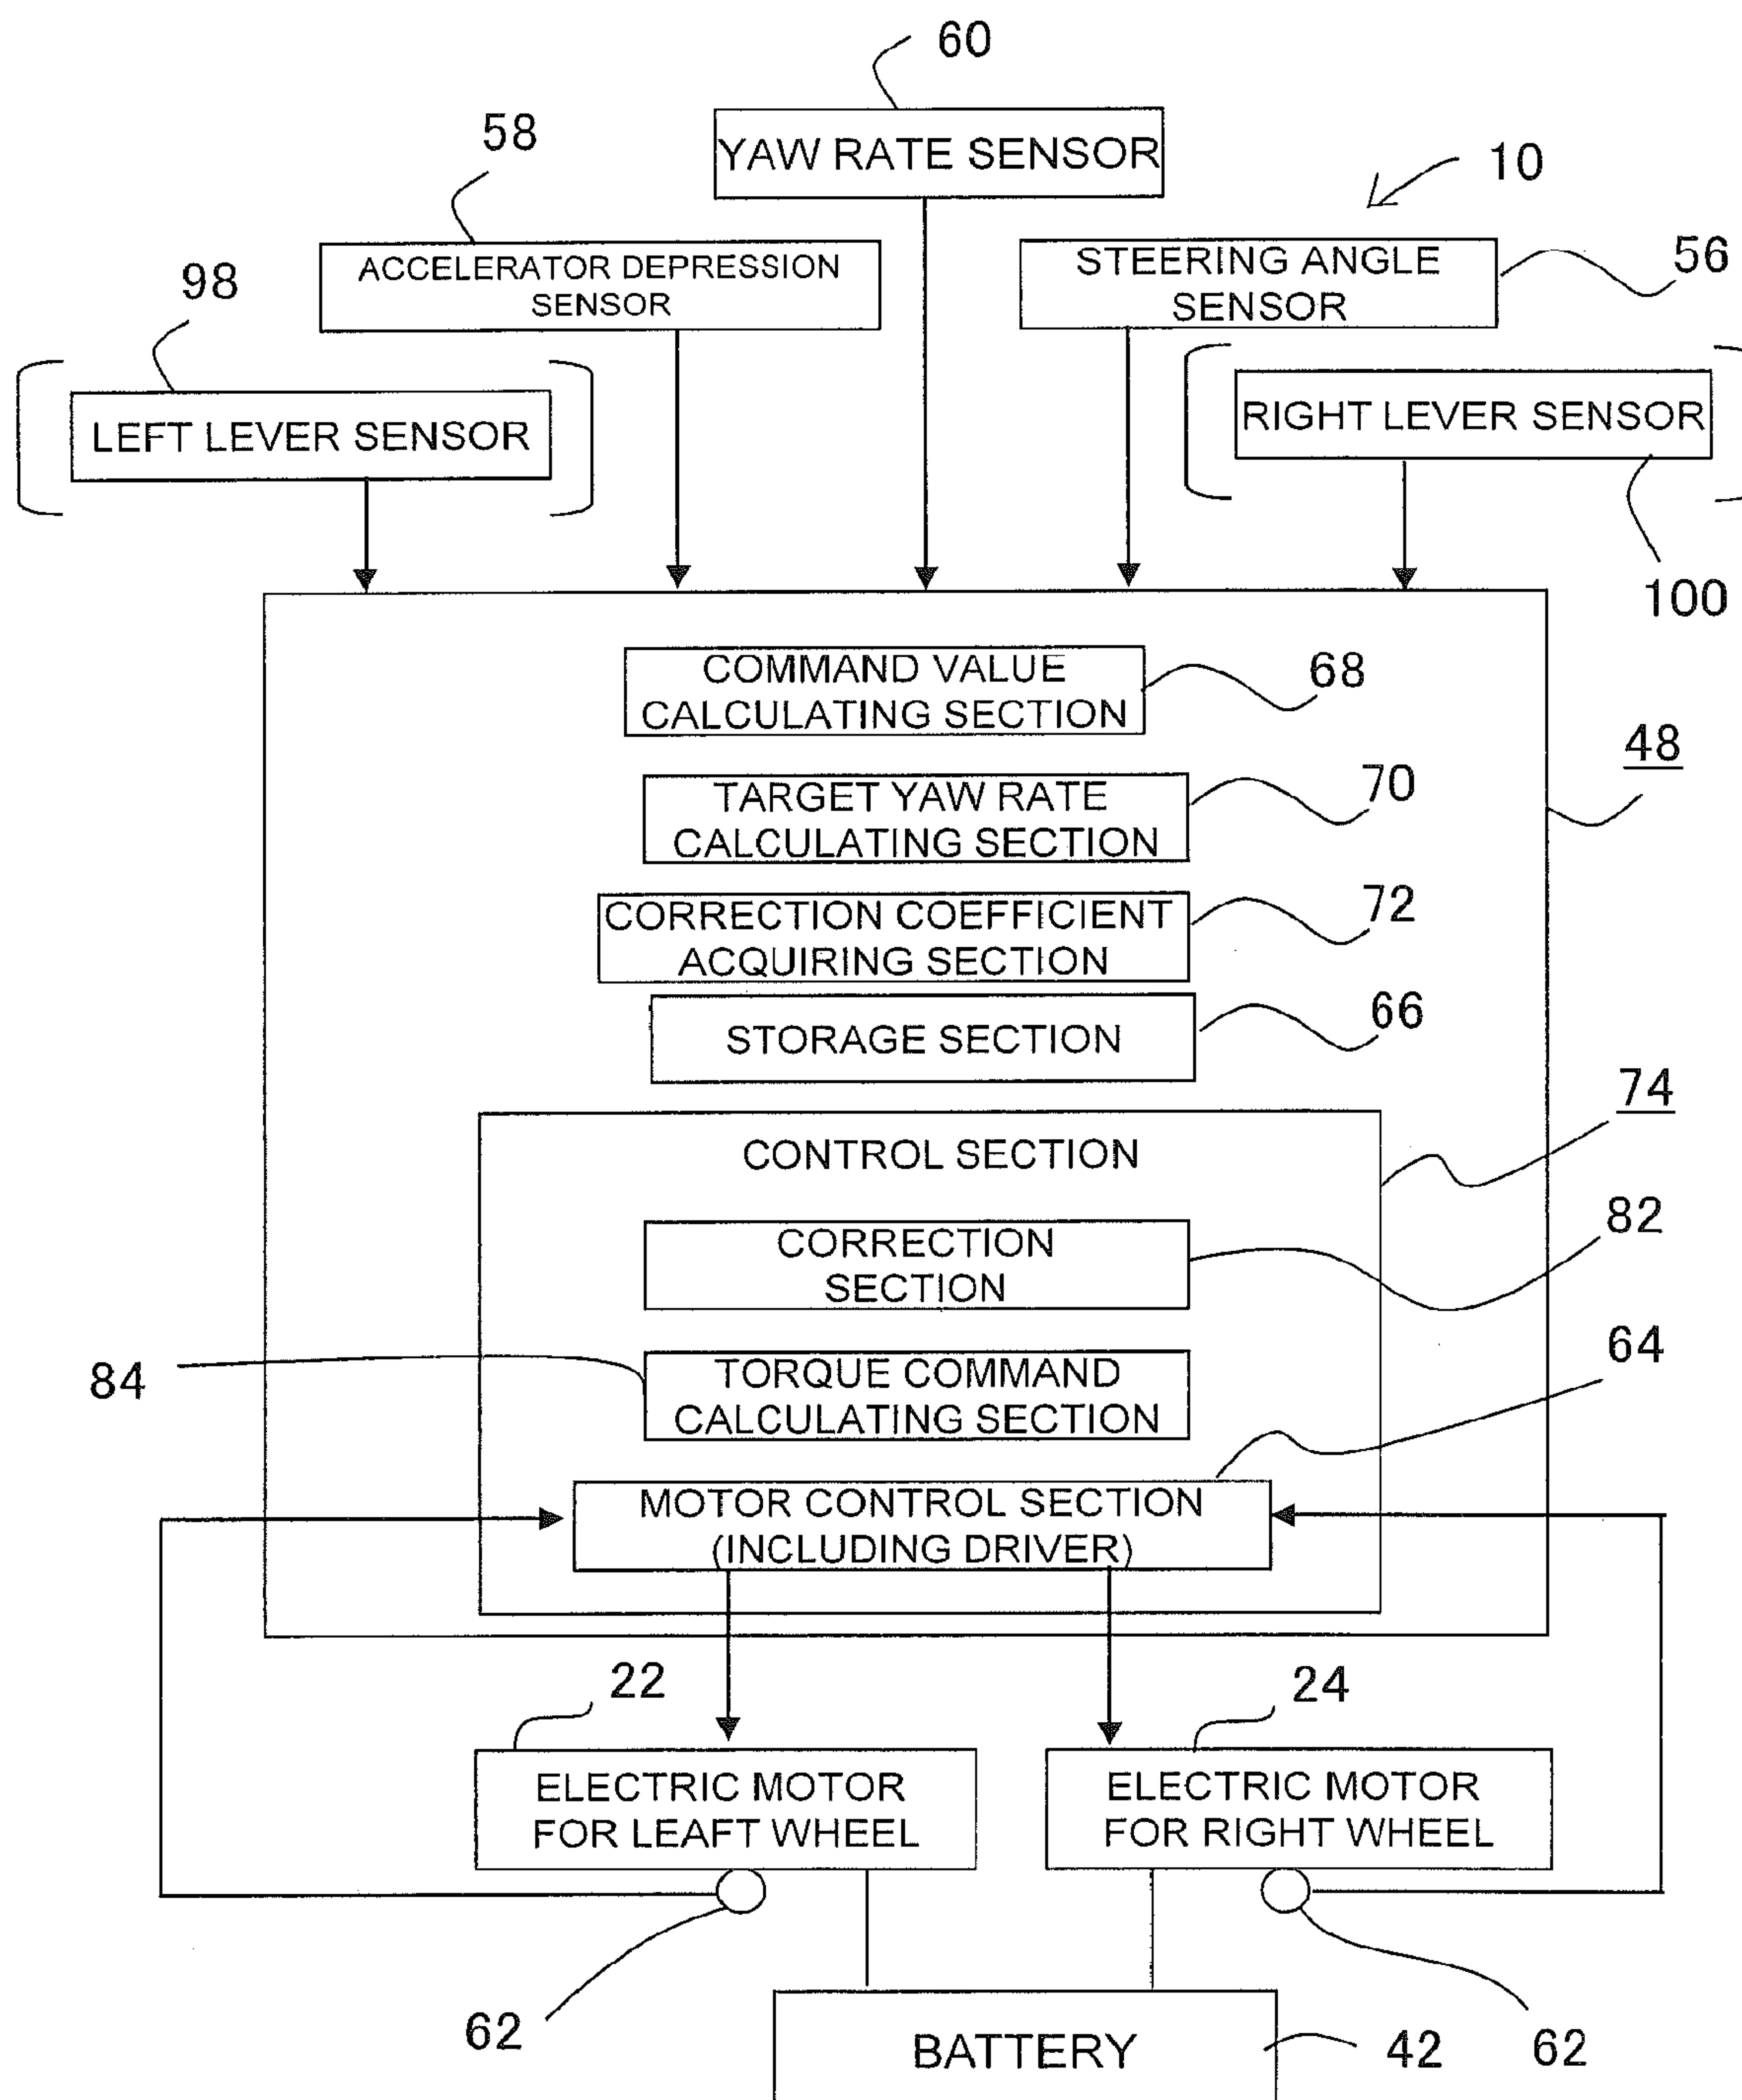 60
YAW RATE SENSOR
58
10
ACCELERATOR DEPRESSION
SENSOR
STEERING ANGLE
SENSOR
56
98
LEFT LEVER SENSOR
RIGHT LEVER SENSOR
100
COMMAND VALUE
CALCULATING SECTION
68
48
TARGET YAW RATE
CALCULATING SECTION
70
CORRECTION COEFFICIENT
ACQUIRING SECTION
72
STORAGE SECTION
66
74
CONTROL SECTION
CORRECTION
SECTION
82
TORQUE COMMAND
CALCULATING SECTION
84
64
MOTOR CONTROL SECTION
(INCLUDING DRIVER)
22
24
ELECTRIC MOTOR
FOR LEAFT WHEEL
ELECTRIC MOTOR
FOR RIGHT WHEEL
62
62
BATTERY
42